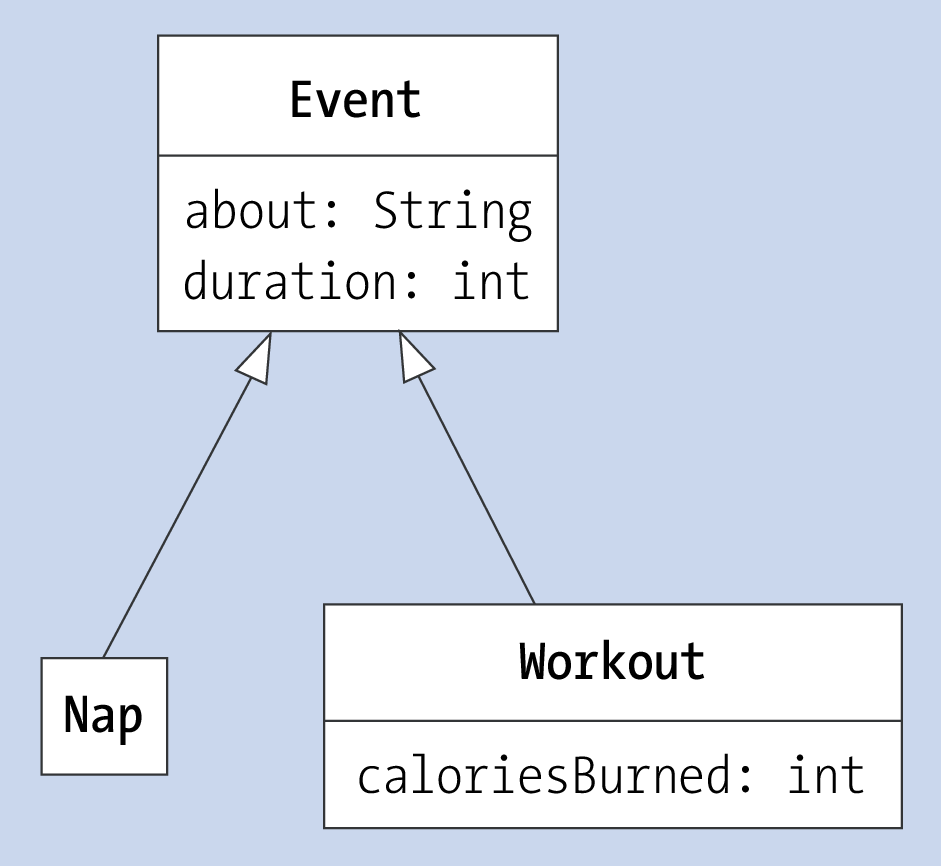 Event
about: String
duration: int
Nap
Workout
caloriesBurned: int